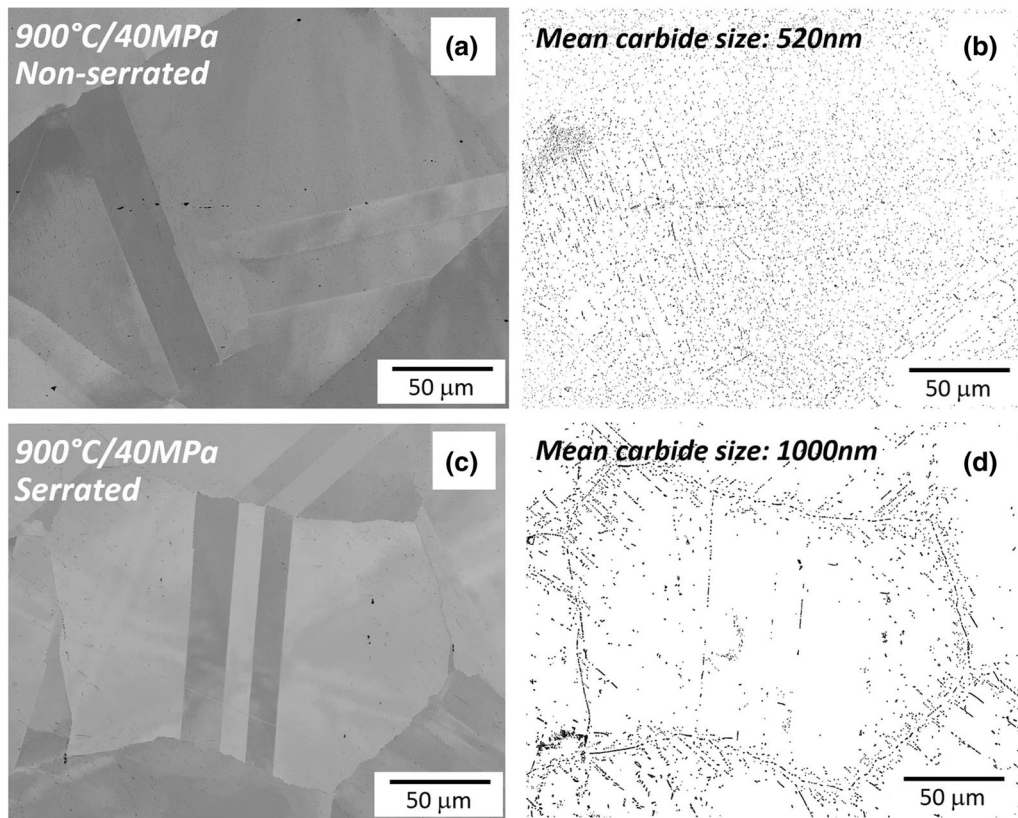 900°C/40MPa
Non-serrated
(a)
50 μm
Mean carbide size: 520nm
(b)
50 μm
900°C/40MPa
Serrated
(c)
50 μm
Mean carbide size: 1000nm
(d)
50 μm